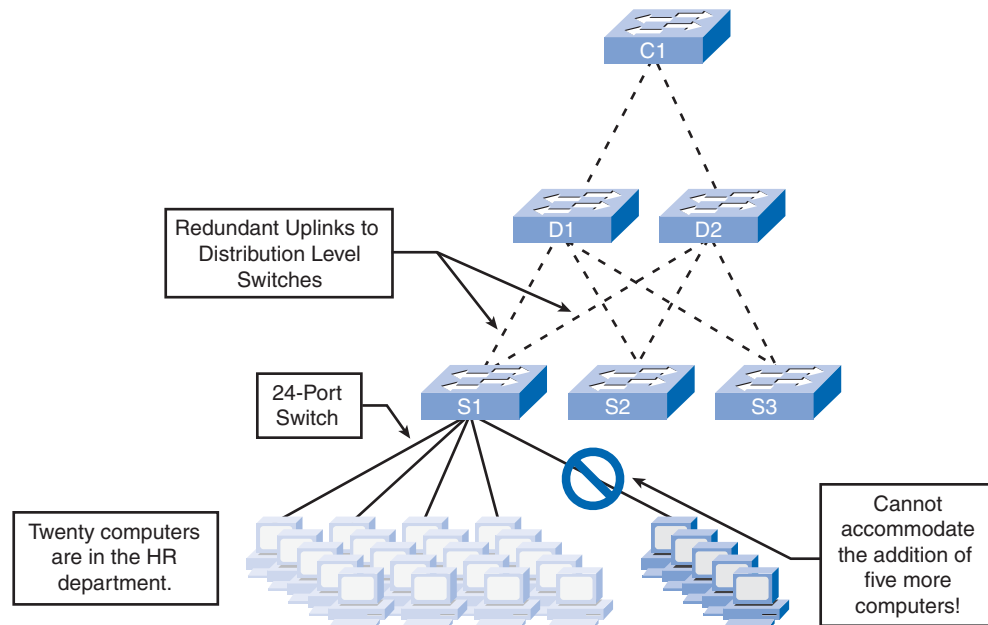 C1
Redundant Uplinks to
Distribution Level
Switches
D1
D2
24-Port
Switch
S1
S2
S3
Twenty computers
are in the HR
department.
Cannot
accommodate
the addition of
five more
computers!